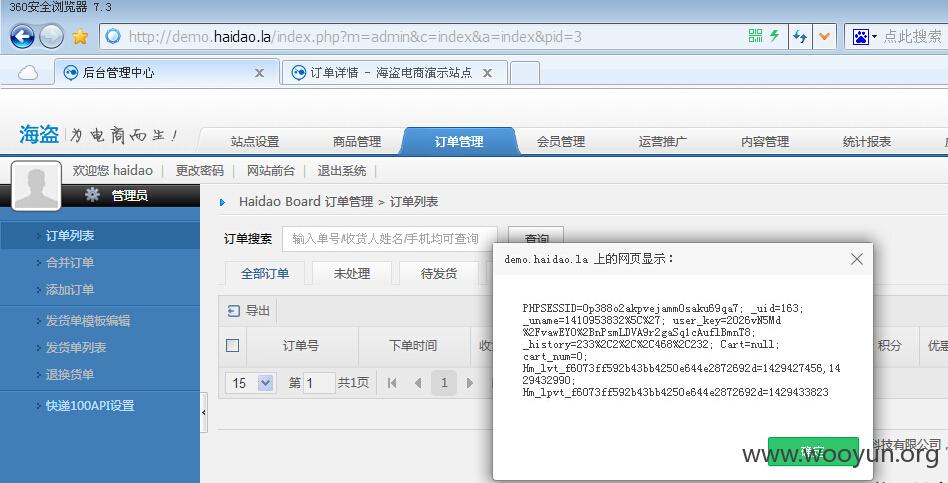 360安全浏览器 7.3
http://demo.haidao.la/index.php?m=admin&c=index&a=index&pid=3
点此搜索
后台管理中心
订单详情 - 海盗电商演示站点
海盗 为电商而生!
站点设置 商品管理 订单管理 会员管理 运营推广 内容管理 统计报表
欢迎您 haidao 更改密码 网站前台 退出系统
管理员
Haidao Board 订单管理 > 订单列表
订单列表
合并订单
添加订单
发货单模板编辑
发货单列表
退换货单
快递100API设置
订单搜索 输入单号/收货人姓名/手机均可查询 查询
全部订单 未处理 待发货
导出
订单号 下单时间 收 积分 优
15 第 1 共1页 1
demo.haidao.la 上的网页显示:
PHPSESSID=0p388o2akpvejamm0saku69qa7; _uid=163;
_uname=1410953832%5C%27; user_key=2026vN5Md
%2FvawEYO%2BnPsmLDVA9r2gaSq1cAuflBmnT8;
_history=233%2C2%2C%2C468%2C232; Cart=null;
cart_num=0;
Hm_lvt_f6073ff592b43bb4250e644e2872692d=1429427456,14
29432990;
Hm_lpvt_f6073ff592b43bb4250e644e2872692d=1429433823
确定
科技有限公司,
www.wooyun.org